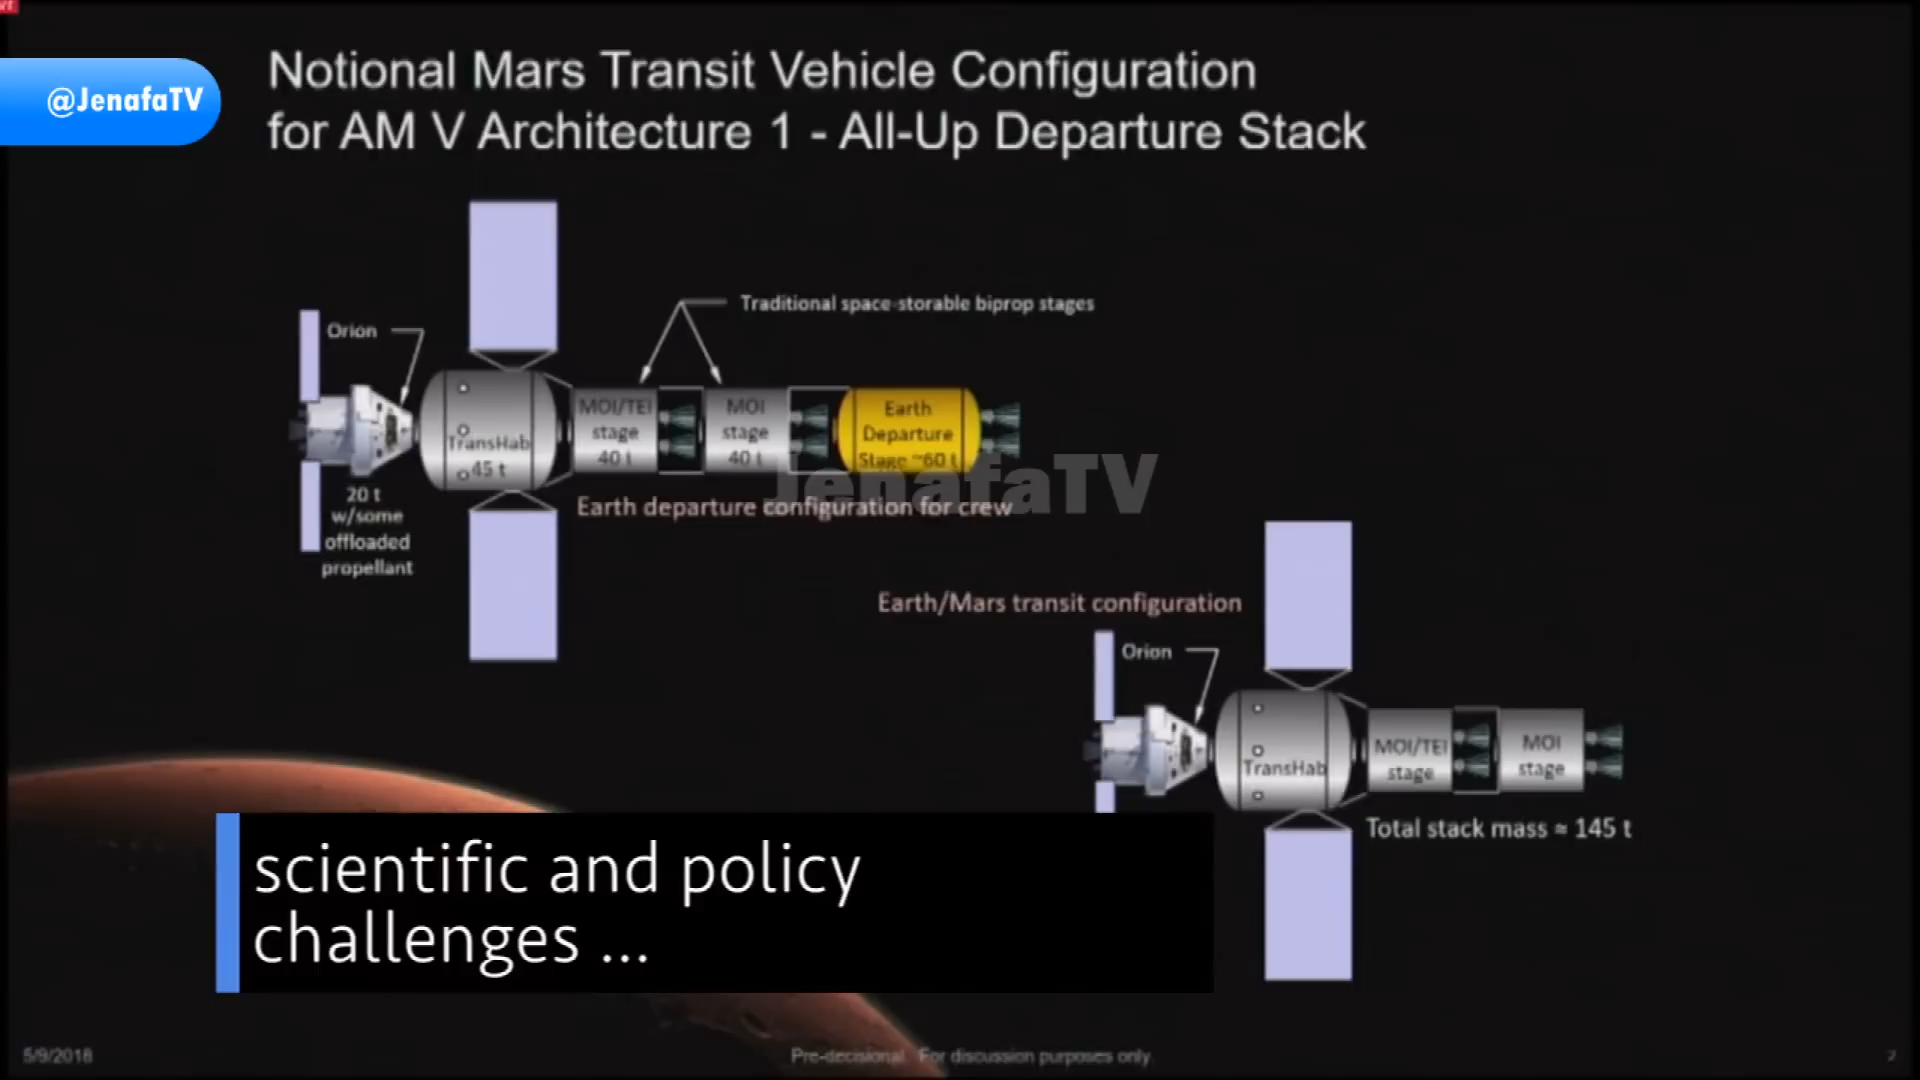 @JenafaTV
Notional Mars Transit Vehicle Configuration
for AM V Architecture 1 - All-Up Departure Stack
Traditional space-storable biprop stages
Orion
MOI/TEI
stage
40 t
MOI
stage
40 t
Earth
Departure
Stage ~60 t
TransHab
45 t
20 t
w/some
offloaded
propellant
JenafaTV
Earth departure configuration for crew
Earth/Mars transit configuration
Orion
TransHab
MOI/TEI
stage
MOI
stage
Total stack mass ≈ 145 t
scientific and policy
challenges ...
5/9/2018
Pre-decisional. For discussion purposes only.